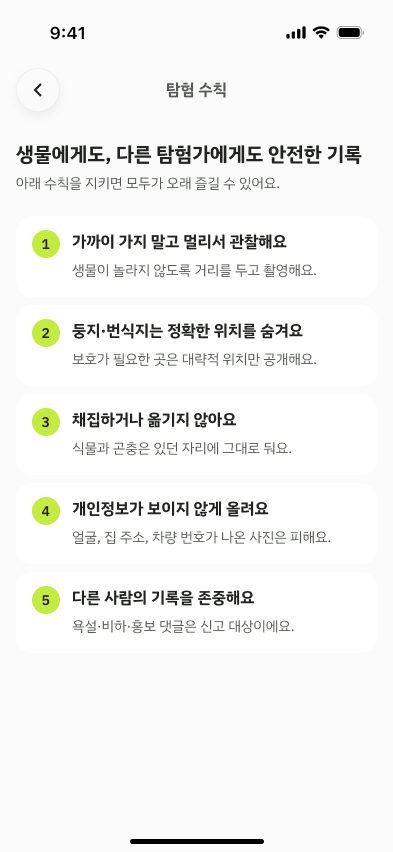 9:41
탐험 수칙
생물에게도, 다른 탐험가에게도 안전한 기록
아래 수칙을 지키면 모두가 오래 즐길 수 있어요.
1 가까이 가지 말고 멀리서 관찰해요
생물이 놀라지 않도록 거리를 두고 촬영해요.
2 둥지·번식지는 정확한 위치를 숨겨요
보호가 필요한 곳은 대략적 위치만 공개해요.
3 채집하거나 옮기지 않아요
식물과 곤충은 있던 자리에 그대로 둬요.
4 개인정보가 보이지 않게 올려요
얼굴, 집 주소, 차량 번호가 나온 사진은 피해요.
5 다른 사람의 기록을 존중해요
욕설·비하·홍보 댓글은 신고 대상이에요.